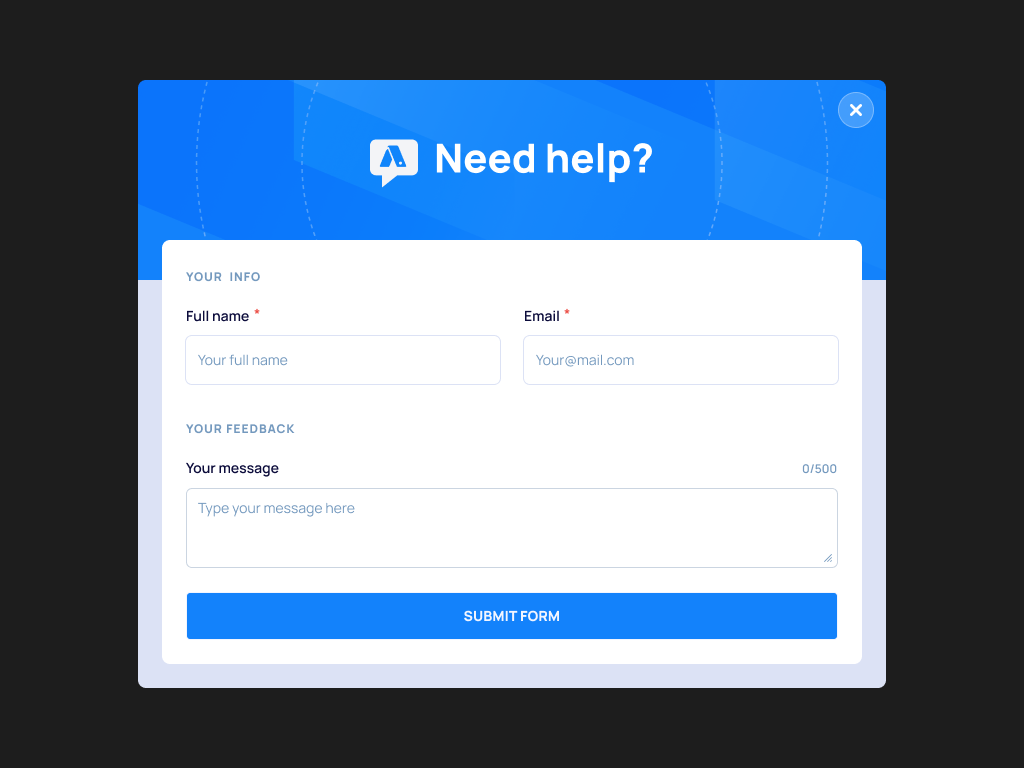 Need help?
YOUR INFO
Full name *
Email *
Your full name
Your@mail.com
YOUR FEEDBACK
Your message
0/500
Type your message here
SUBMIT FORM